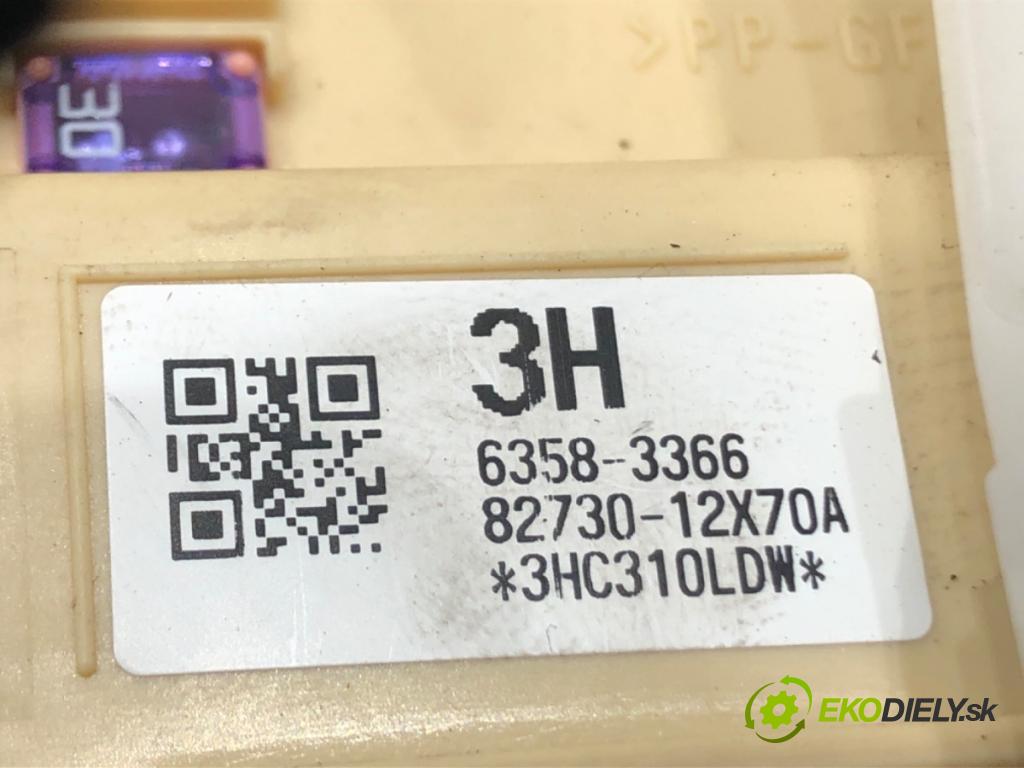 >PP-GF
30
3H
6358-3366
82730-12X70A
*3HC310LDW*
EKODIELY.sk